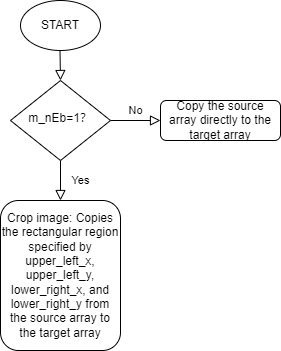 START
m_nEb=1?
No
Copy the source
array directly to the
target array
Yes
Crop image: Copies
the rectangular region
specified by
upper_left_x,
upper_left_y,
lower_right_x, and
lower_right_y from
the source array to
the target array